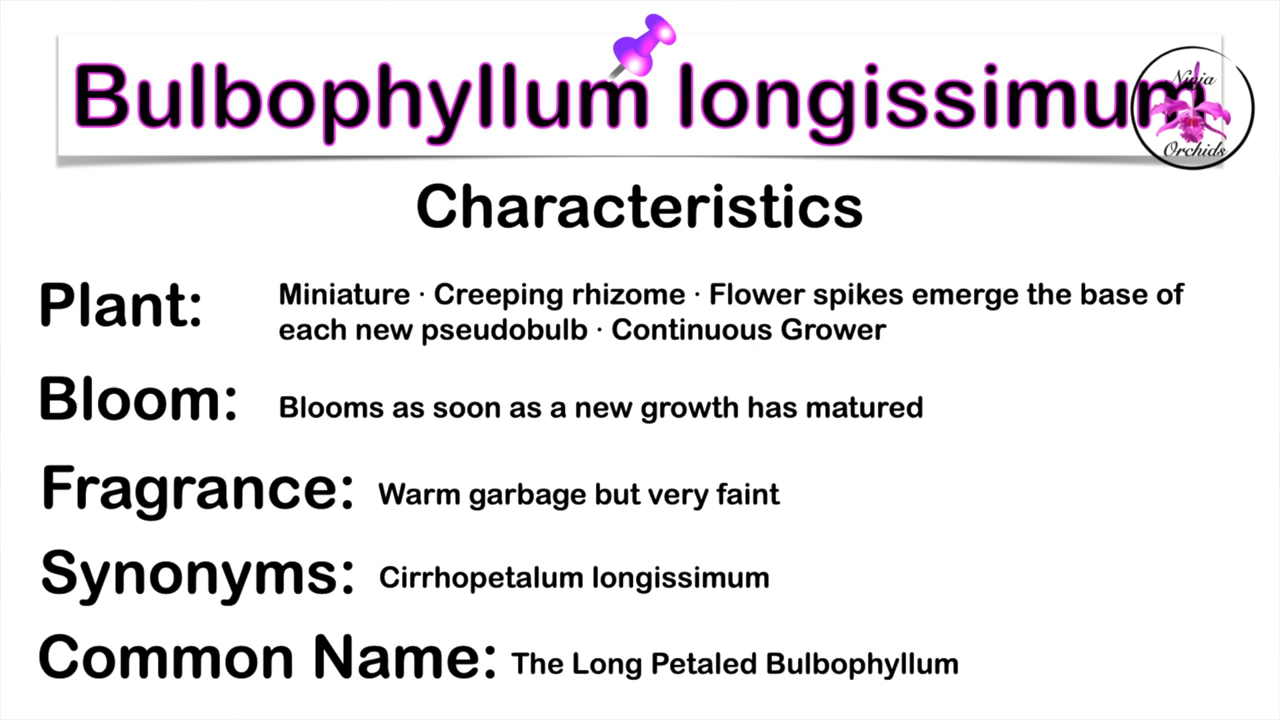 Bulbophyllum longissimum
Ninja
Orchids
Characteristics
Plant: Miniature · Creeping rhizome · Flower spikes emerge the base of
each new pseudobulb · Continuous Grower
Bloom: Blooms as soon as a new growth has matured
Fragrance: Warm garbage but very faint
Synonyms: Cirrhopetalum longissimum
Common Name: The Long Petaled Bulbophyllum